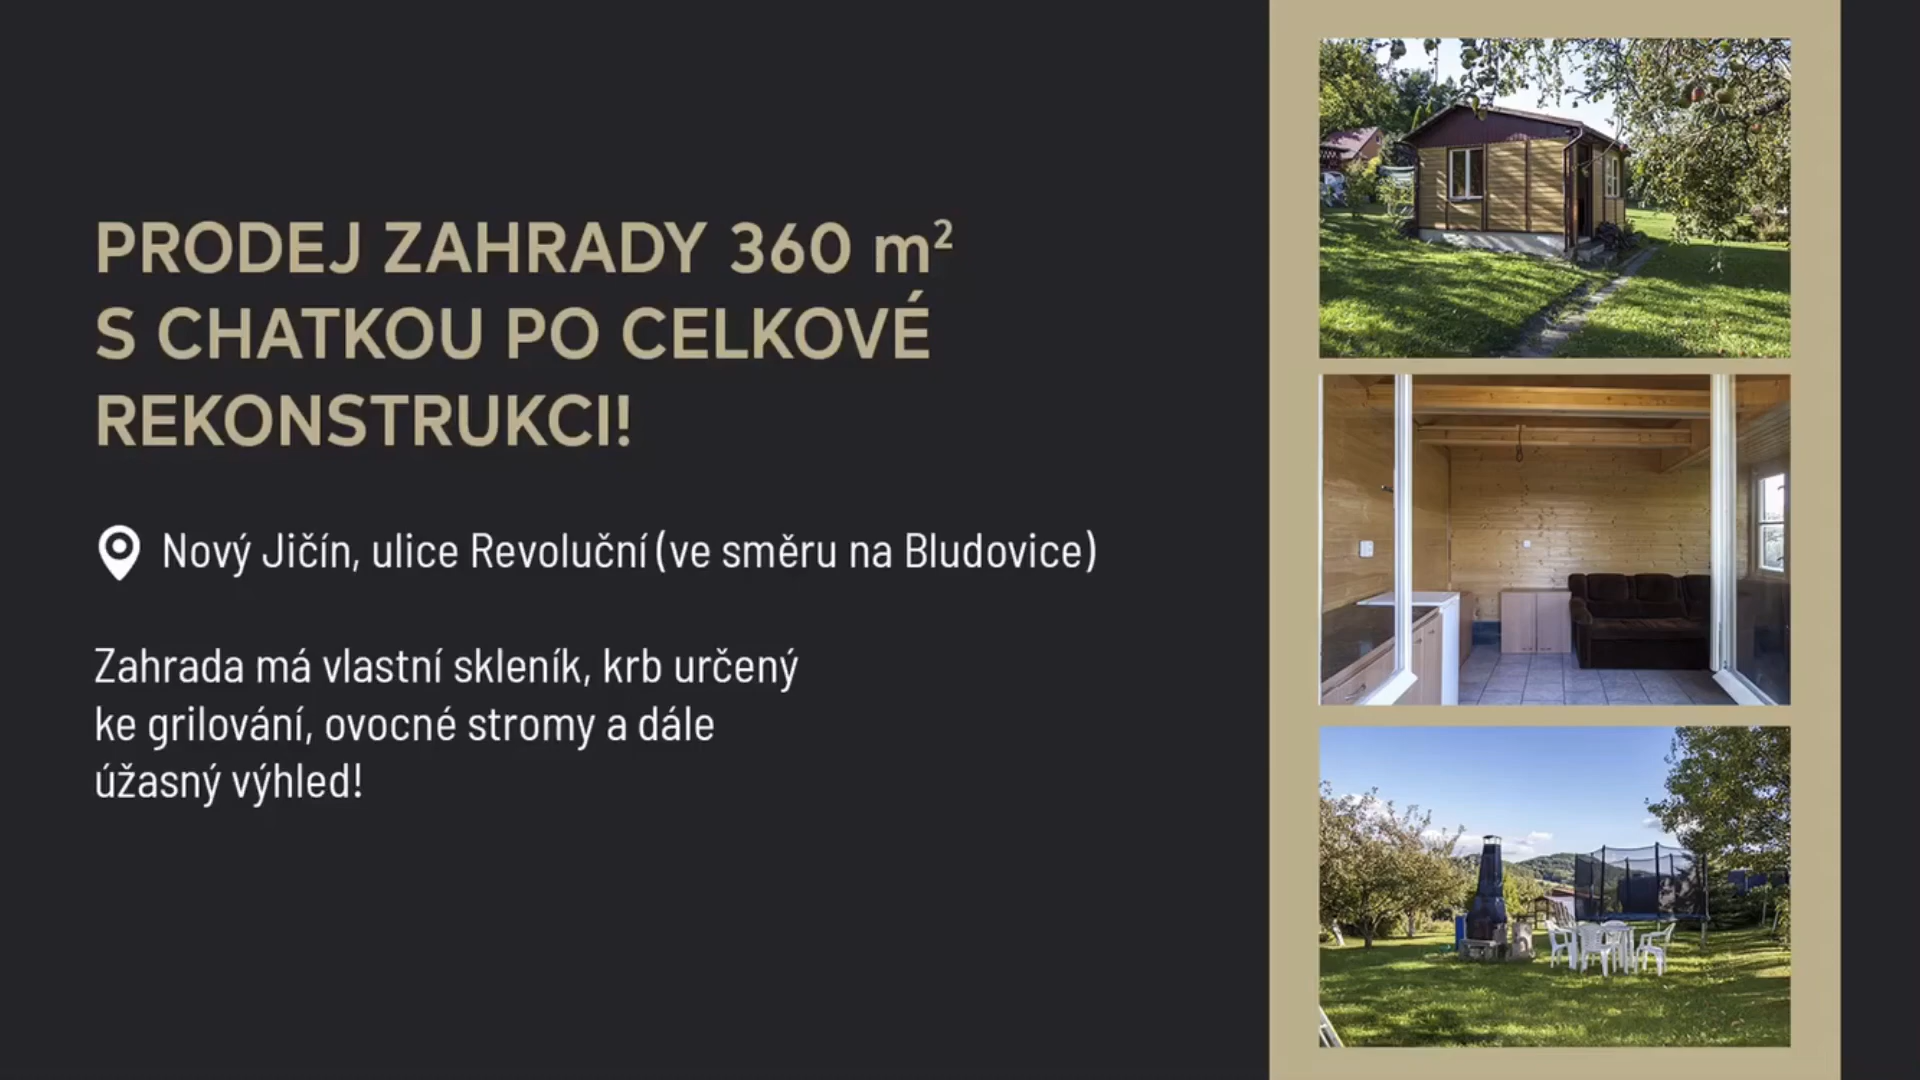 PRODEJ ZAHRADY 360 m²
S CHATKOU PO CELKOVÉ
REKONSTRUKCI!
Nový Jičín, ulice Revoluční (ve směru na Bludovice)
Zahrada má vlastní skleník, krb určený
ke grilování, ovocné stromy a dále
úžasný výhled!